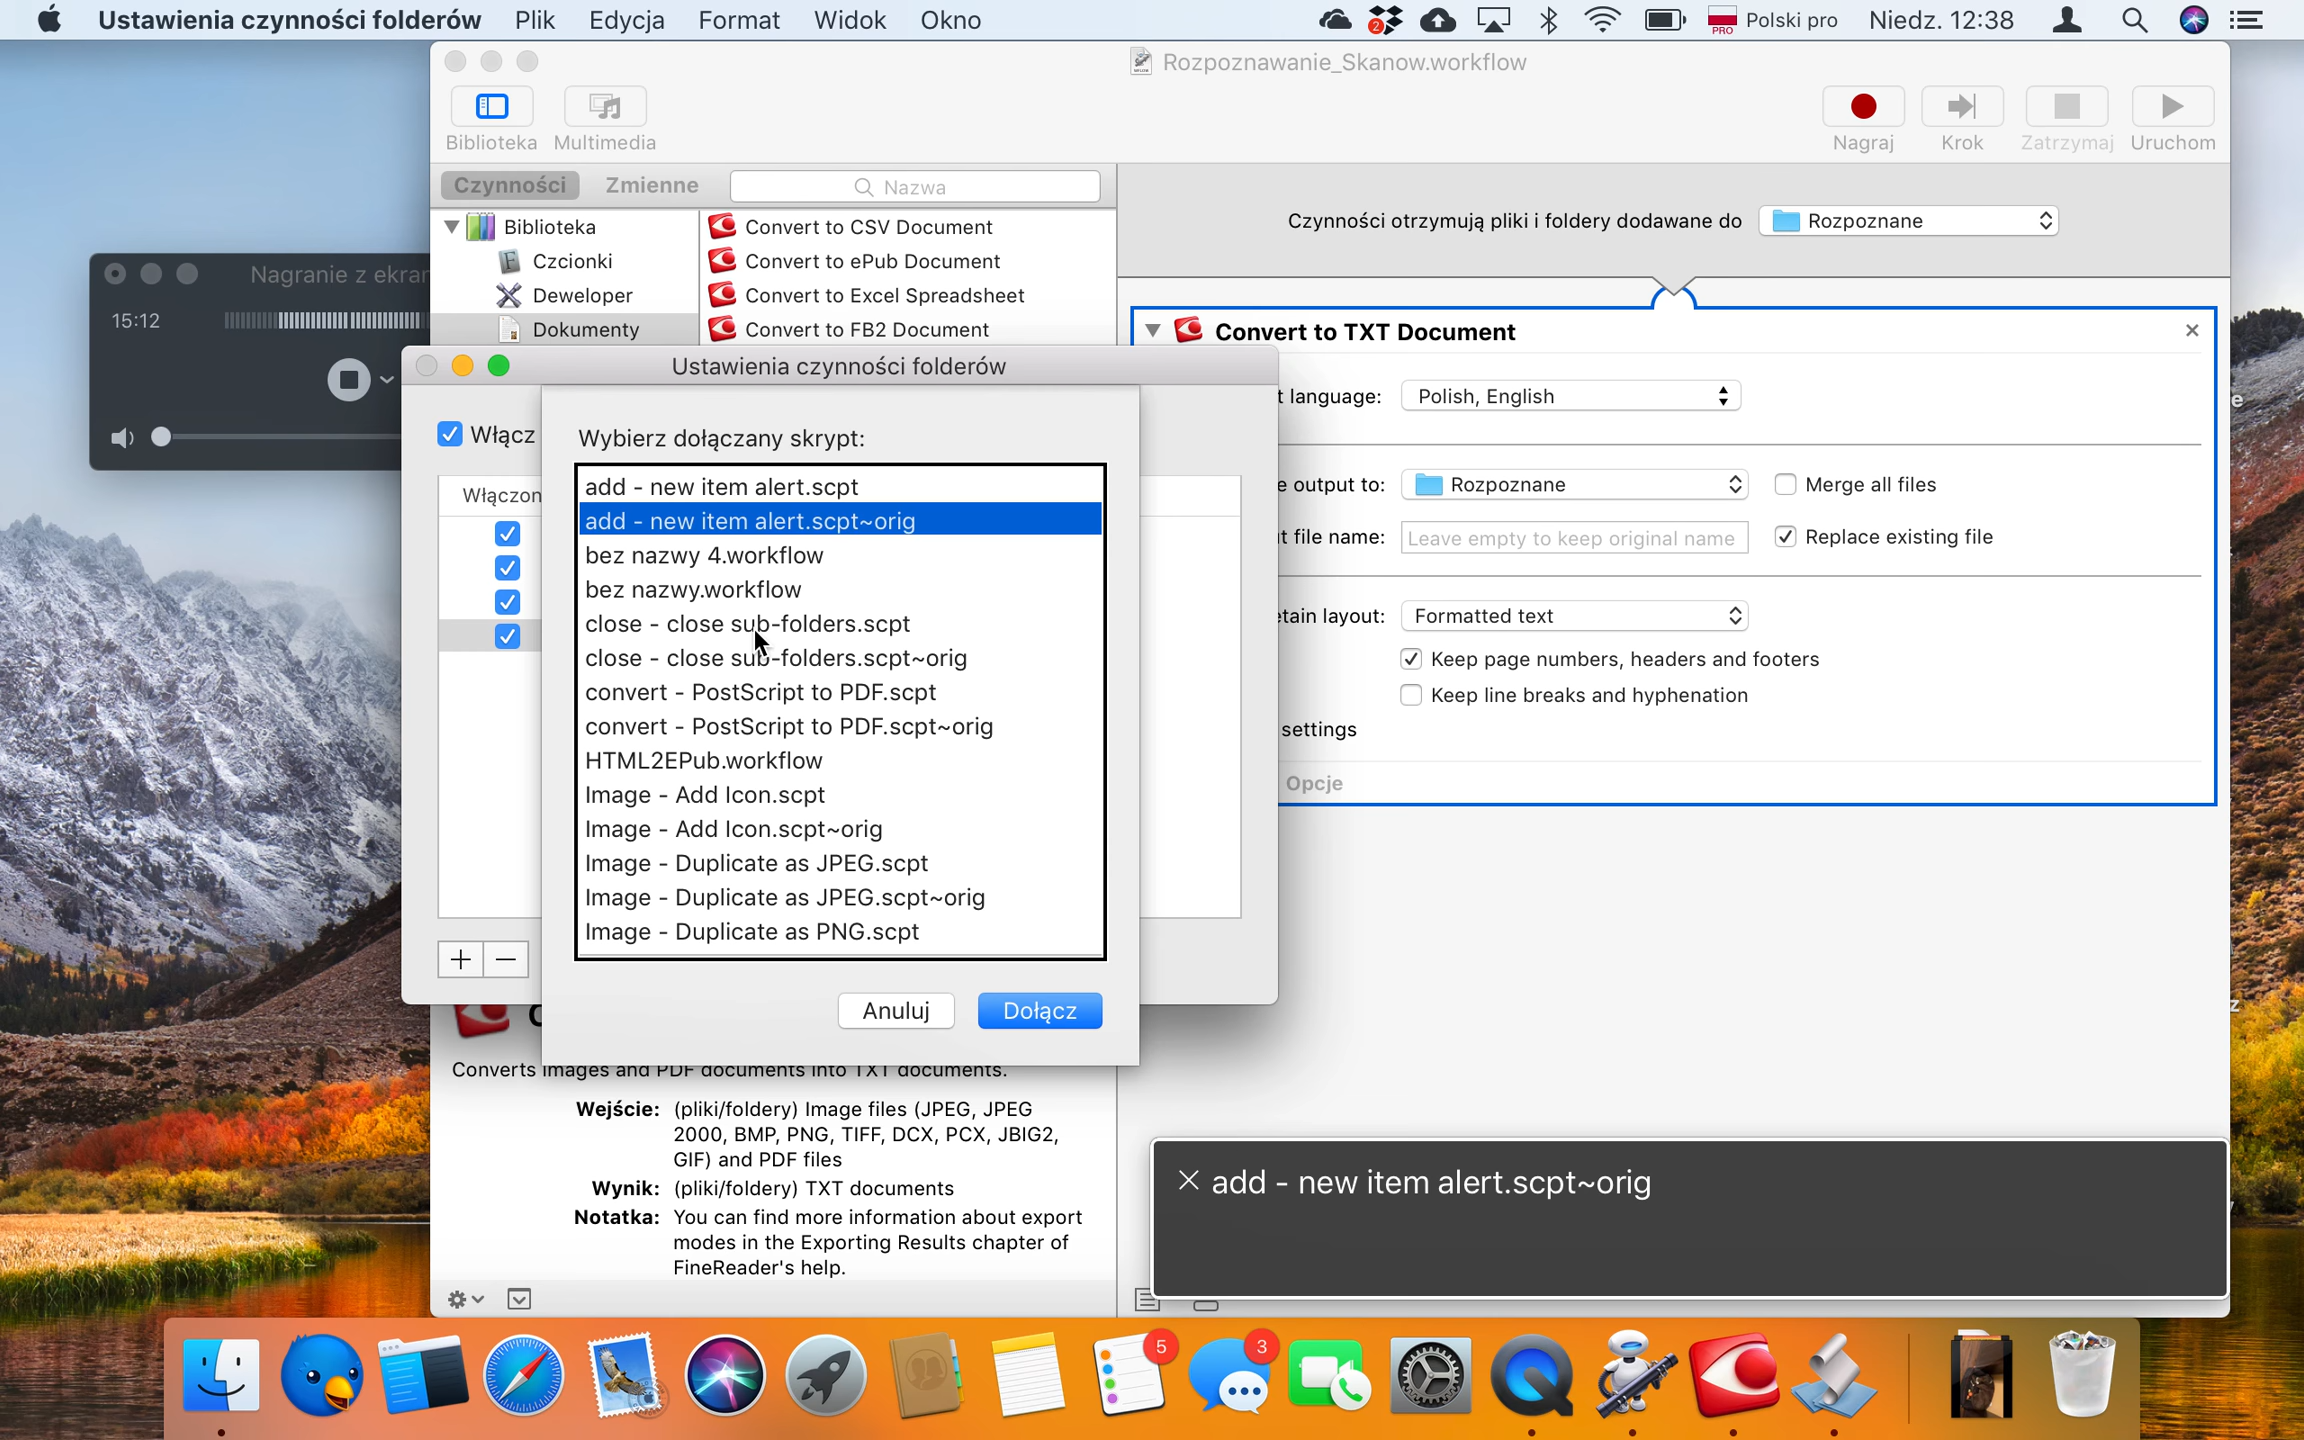 Ustawienia czynności folderów Plik Edycja Format Widok Okno
2 PRO Polski pro Niedz. 12:38
Rozpoznawanie_Skanow.workflow
Biblioteka Multimedia
Nagraj Krok Zatrzymaj Uruchom
Czynności Zmienne Nazwa
Biblioteka
Czcionki
Deweloper
Dokumenty
Convert to CSV Document
Convert to ePub Document
Convert to Excel Spreadsheet
Convert to FB2 Document
Czynności otrzymują pliki i foldery dodawane do Rozpoznane
Convert to TXT Document
t language: Polish, English
e output to: Rozpoznane Merge all files
t file name: Leave empty to keep original name Replace existing file
tain layout: Formatted text
Keep page numbers, headers and footers
Keep line breaks and hyphenation
settings
Opcje
Nagranie z ekran
15:12
Ustawienia czynności folderów
Włącz
Włączon
Wybierz dołączany skrypt:
add - new item alert.scpt
add - new item alert.scpt~orig
bez nazwy 4.workflow
bez nazwy.workflow
close - close sub-folders.scpt
close - close sub-folders.scpt~orig
convert - PostScript to PDF.scpt
convert - PostScript to PDF.scpt~orig
HTML2EPub.workflow
Image - Add Icon.scpt
Image - Add Icon.scpt~orig
Image - Duplicate as JPEG.scpt
Image - Duplicate as JPEG.scpt~orig
Image - Duplicate as PNG.scpt
Anuluj Dołącz
Converts images and PDF documents into TXT documents.
Wejście: (pliki/foldery) Image files (JPEG, JPEG
2000, BMP, PNG, TIFF, DCX, PCX, JBIG2,
GIF) and PDF files
Wynik: (pliki/foldery) TXT documents
Notatka: You can find more information about export
modes in the Exporting Results chapter of
FineReader's help.
add - new item alert.scpt~orig
5
3